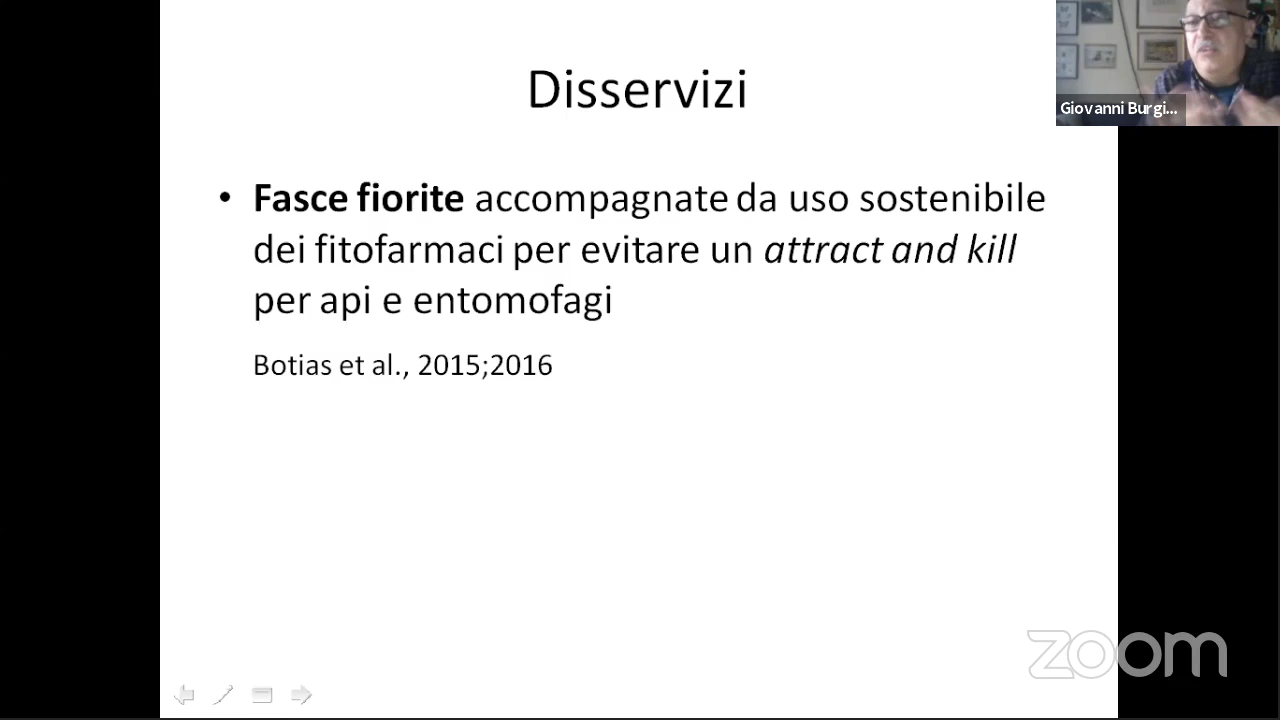 Disservizi
Giovanni Burgi...
• Fasce fiorite accompagnate da uso sostenibile
dei fitofarmaci per evitare un attract and kill
per api e entomofagi
Botias et al., 2015;2016
zoom